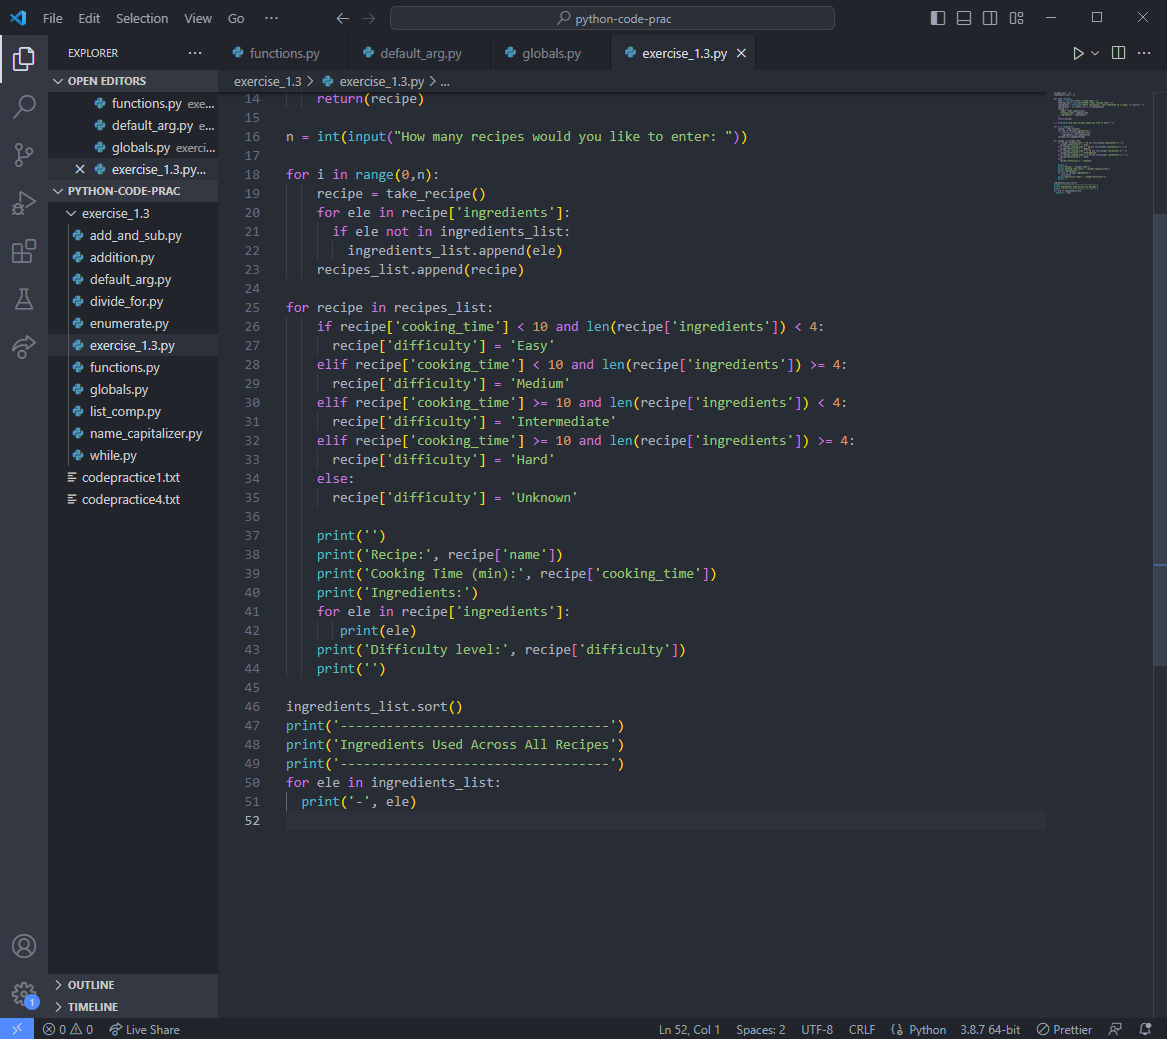 File Edit Selection View Go ··· python-code-prac
EXPLORER ···
OPEN EDITORS
functions.py exe...
default_arg.py e...
globals.py exerci...
exercise_1.3.py...
PYTHON-CODE-PRAC
exercise_1.3
add_and_sub.py
addition.py
default_arg.py
divide_for.py
enumerate.py
exercise_1.3.py
functions.py
globals.py
list_comp.py
name_capitalizer.py
while.py
codepractice1.txt
codepractice4.txt
OUTLINE
TIMELINE
functions.py default_arg.py globals.py exercise_1.3.py
exercise_1.3 > exercise_1.3.py > ...
14 return(recipe)
15
16 n = int(input("How many recipes would you like to enter: "))
17
18 for i in range(0,n):
19 recipe = take_recipe()
20 for ele in recipe['ingredients']:
21 if ele not in ingredients_list:
22 ingredients_list.append(ele)
23 recipes_list.append(recipe)
24
25 for recipe in recipes_list:
26 if recipe['cooking_time'] < 10 and len(recipe['ingredients']) < 4:
27 recipe['difficulty'] = 'Easy'
28 elif recipe['cooking_time'] < 10 and len(recipe['ingredients']) >= 4:
29 recipe['difficulty'] = 'Medium'
30 elif recipe['cooking_time'] >= 10 and len(recipe['ingredients']) < 4:
31 recipe['difficulty'] = 'Intermediate'
32 elif recipe['cooking_time'] >= 10 and len(recipe['ingredients']) >= 4:
33 recipe['difficulty'] = 'Hard'
34 else:
35 recipe['difficulty'] = 'Unknown'
36
37 print('')
38 print('Recipe:', recipe['name'])
39 print('Cooking Time (min):', recipe['cooking_time'])
40 print('Ingredients:')
41 for ele in recipe['ingredients']:
42 print(ele)
43 print('Difficulty level:', recipe['difficulty'])
44 print('')
45
46 ingredients_list.sort()
47 print('-----------------------------------')
48 print('Ingredients Used Across All Recipes')
49 print('-----------------------------------')
50 for ele in ingredients_list:
51 print('-', ele)
52
1
0 0 Live Share Ln 52, Col 1 Spaces: 2 UTF-8 CRLF Python 3.8.7 64-bit Prettier